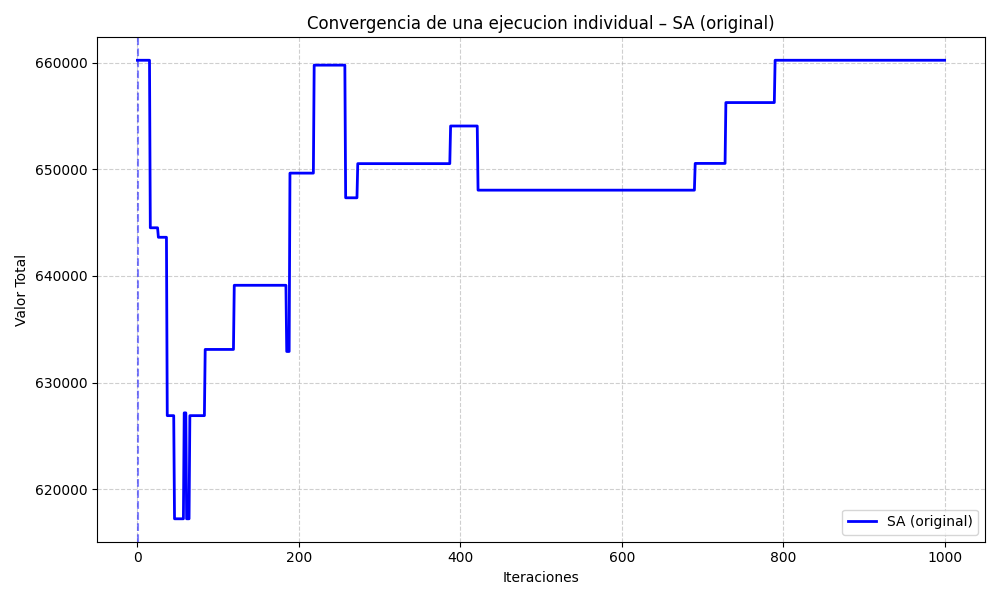 Convergencia de una ejecucion individual – SA (original)
Valor Total
660000
650000
640000
630000
620000
0 200 400 600 800 1000
Iteraciones
SA (original)